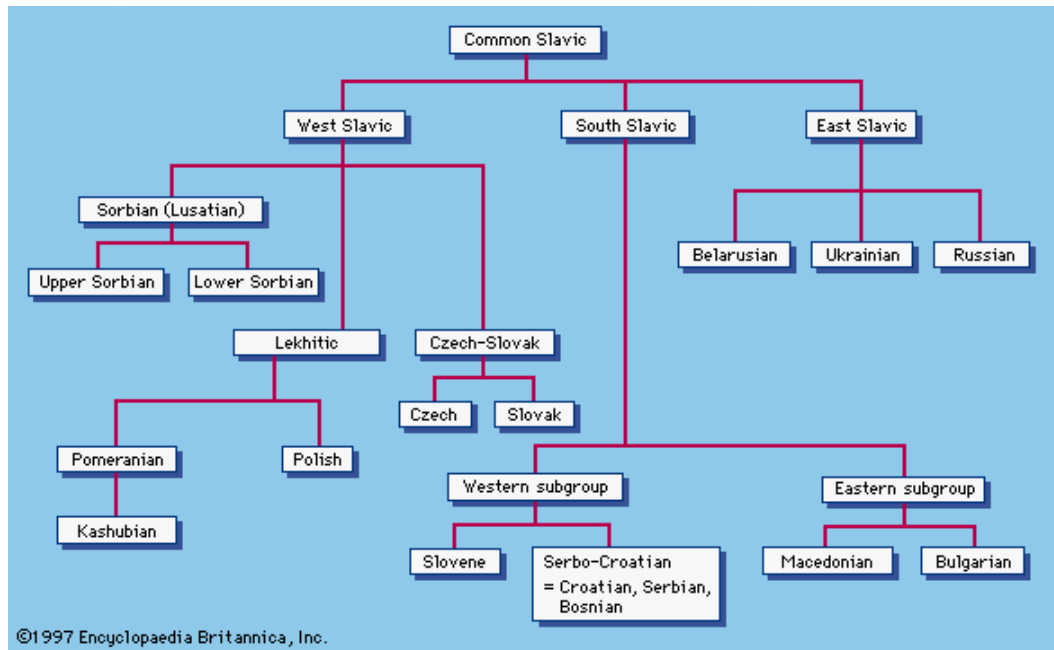 Common Slavic
West Slavic
South Slavic
East Slavic
Sorbian (Lusatian)
Upper Sorbian
Lower Sorbian
Belarusian
Ukrainian
Russian
Lekhitic
Czech-Slovak
Czech
Slovak
Pomeranian
Polish
Kashubian
Western subgroup
Eastern subgroup
Slovene
Serbo-Croatian
= Croatian, Serbian,
Bosnian
Macedonian
Bulgarian
©1997 Encyclopaedia Britannica, Inc.